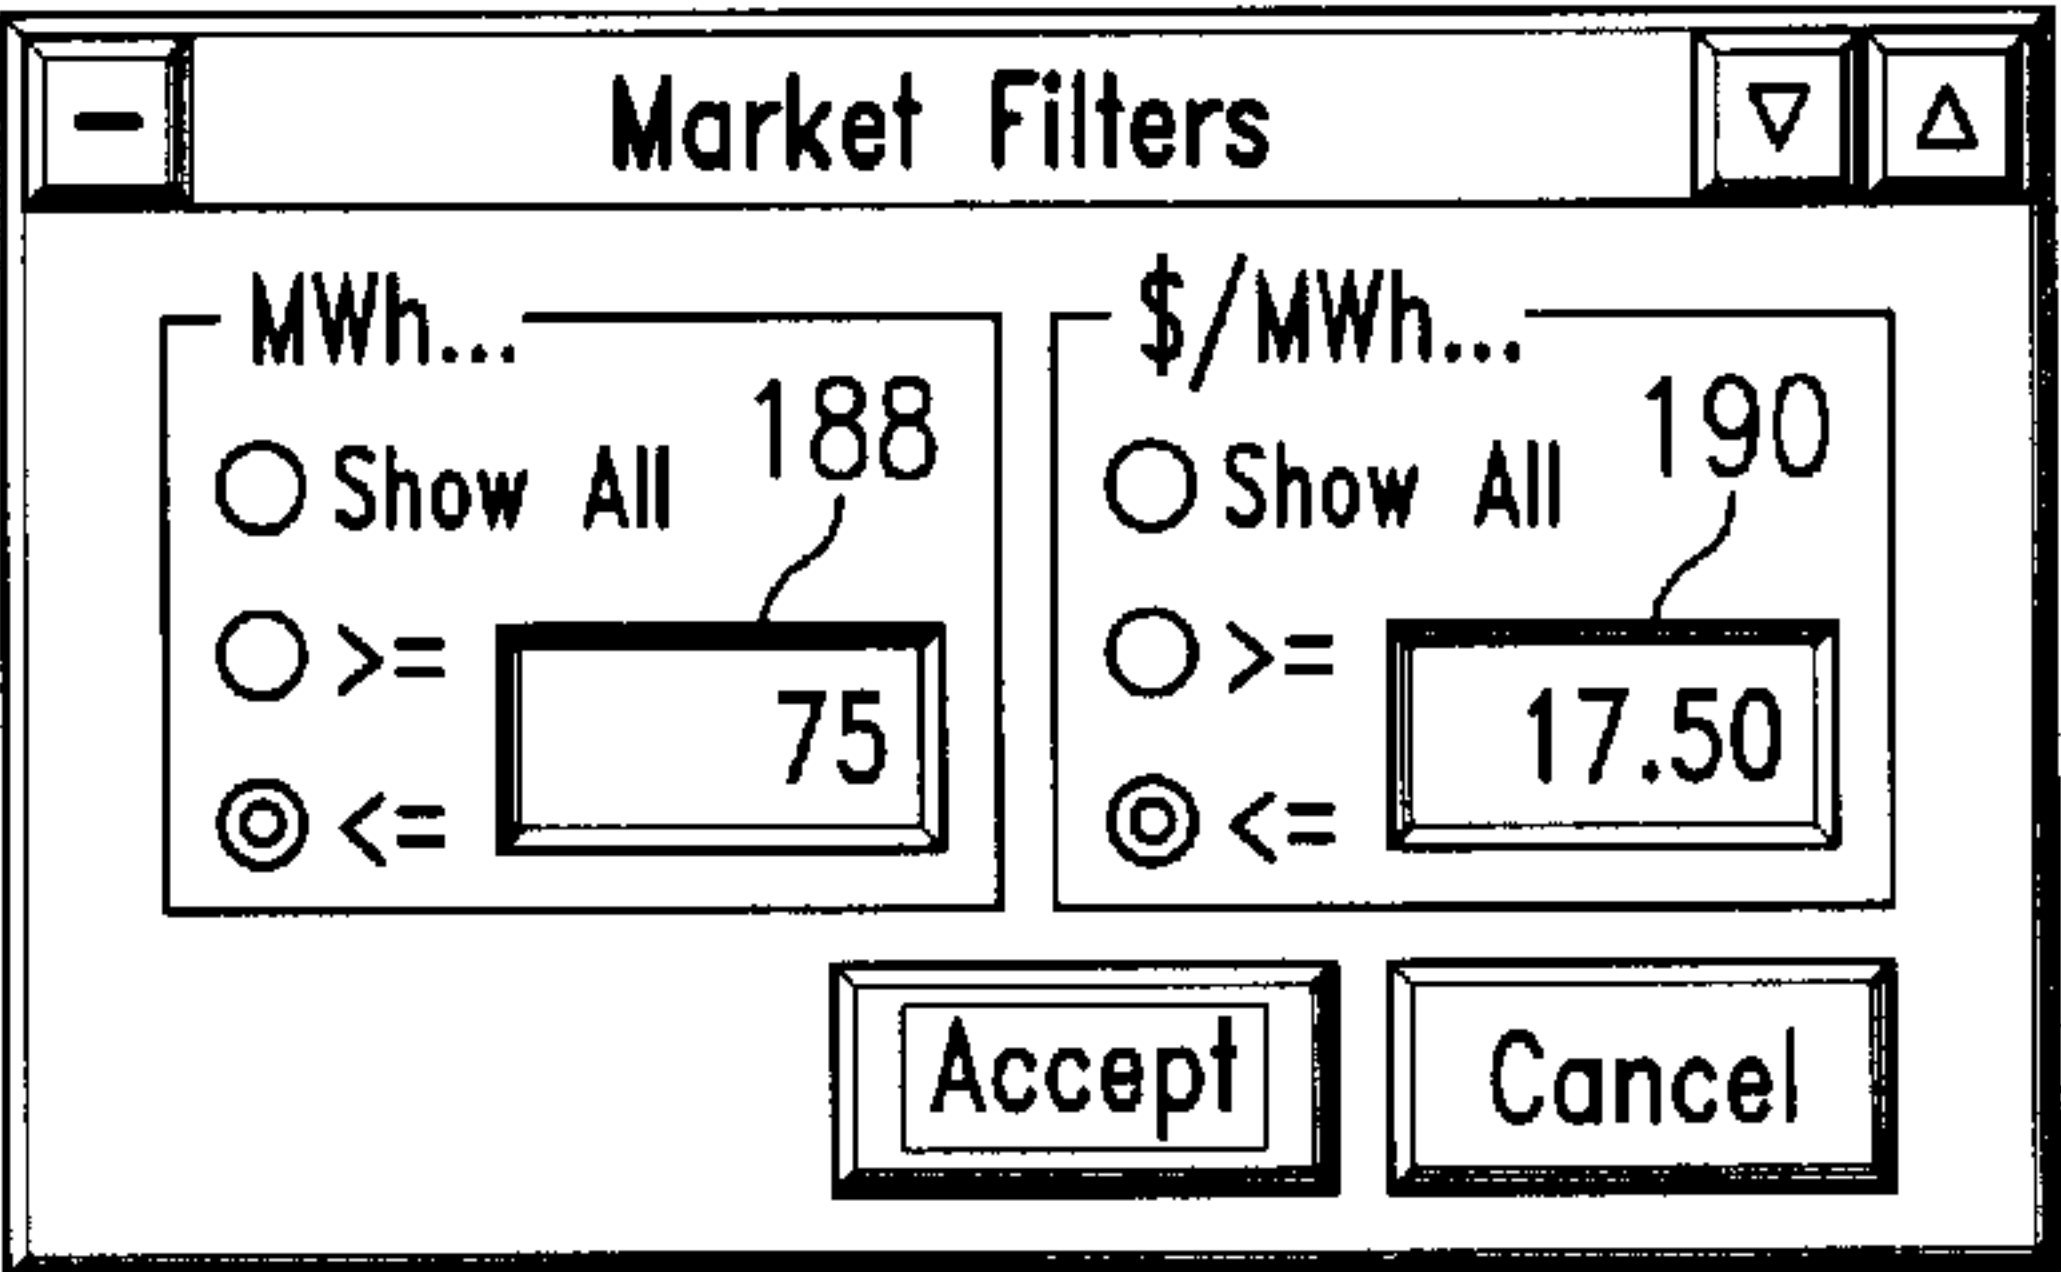 Market Filters
MWh...
188
Show All
>=
75
<=
$/MWh...
190
Show All
>=
17.50
<=
Accept
Cancel